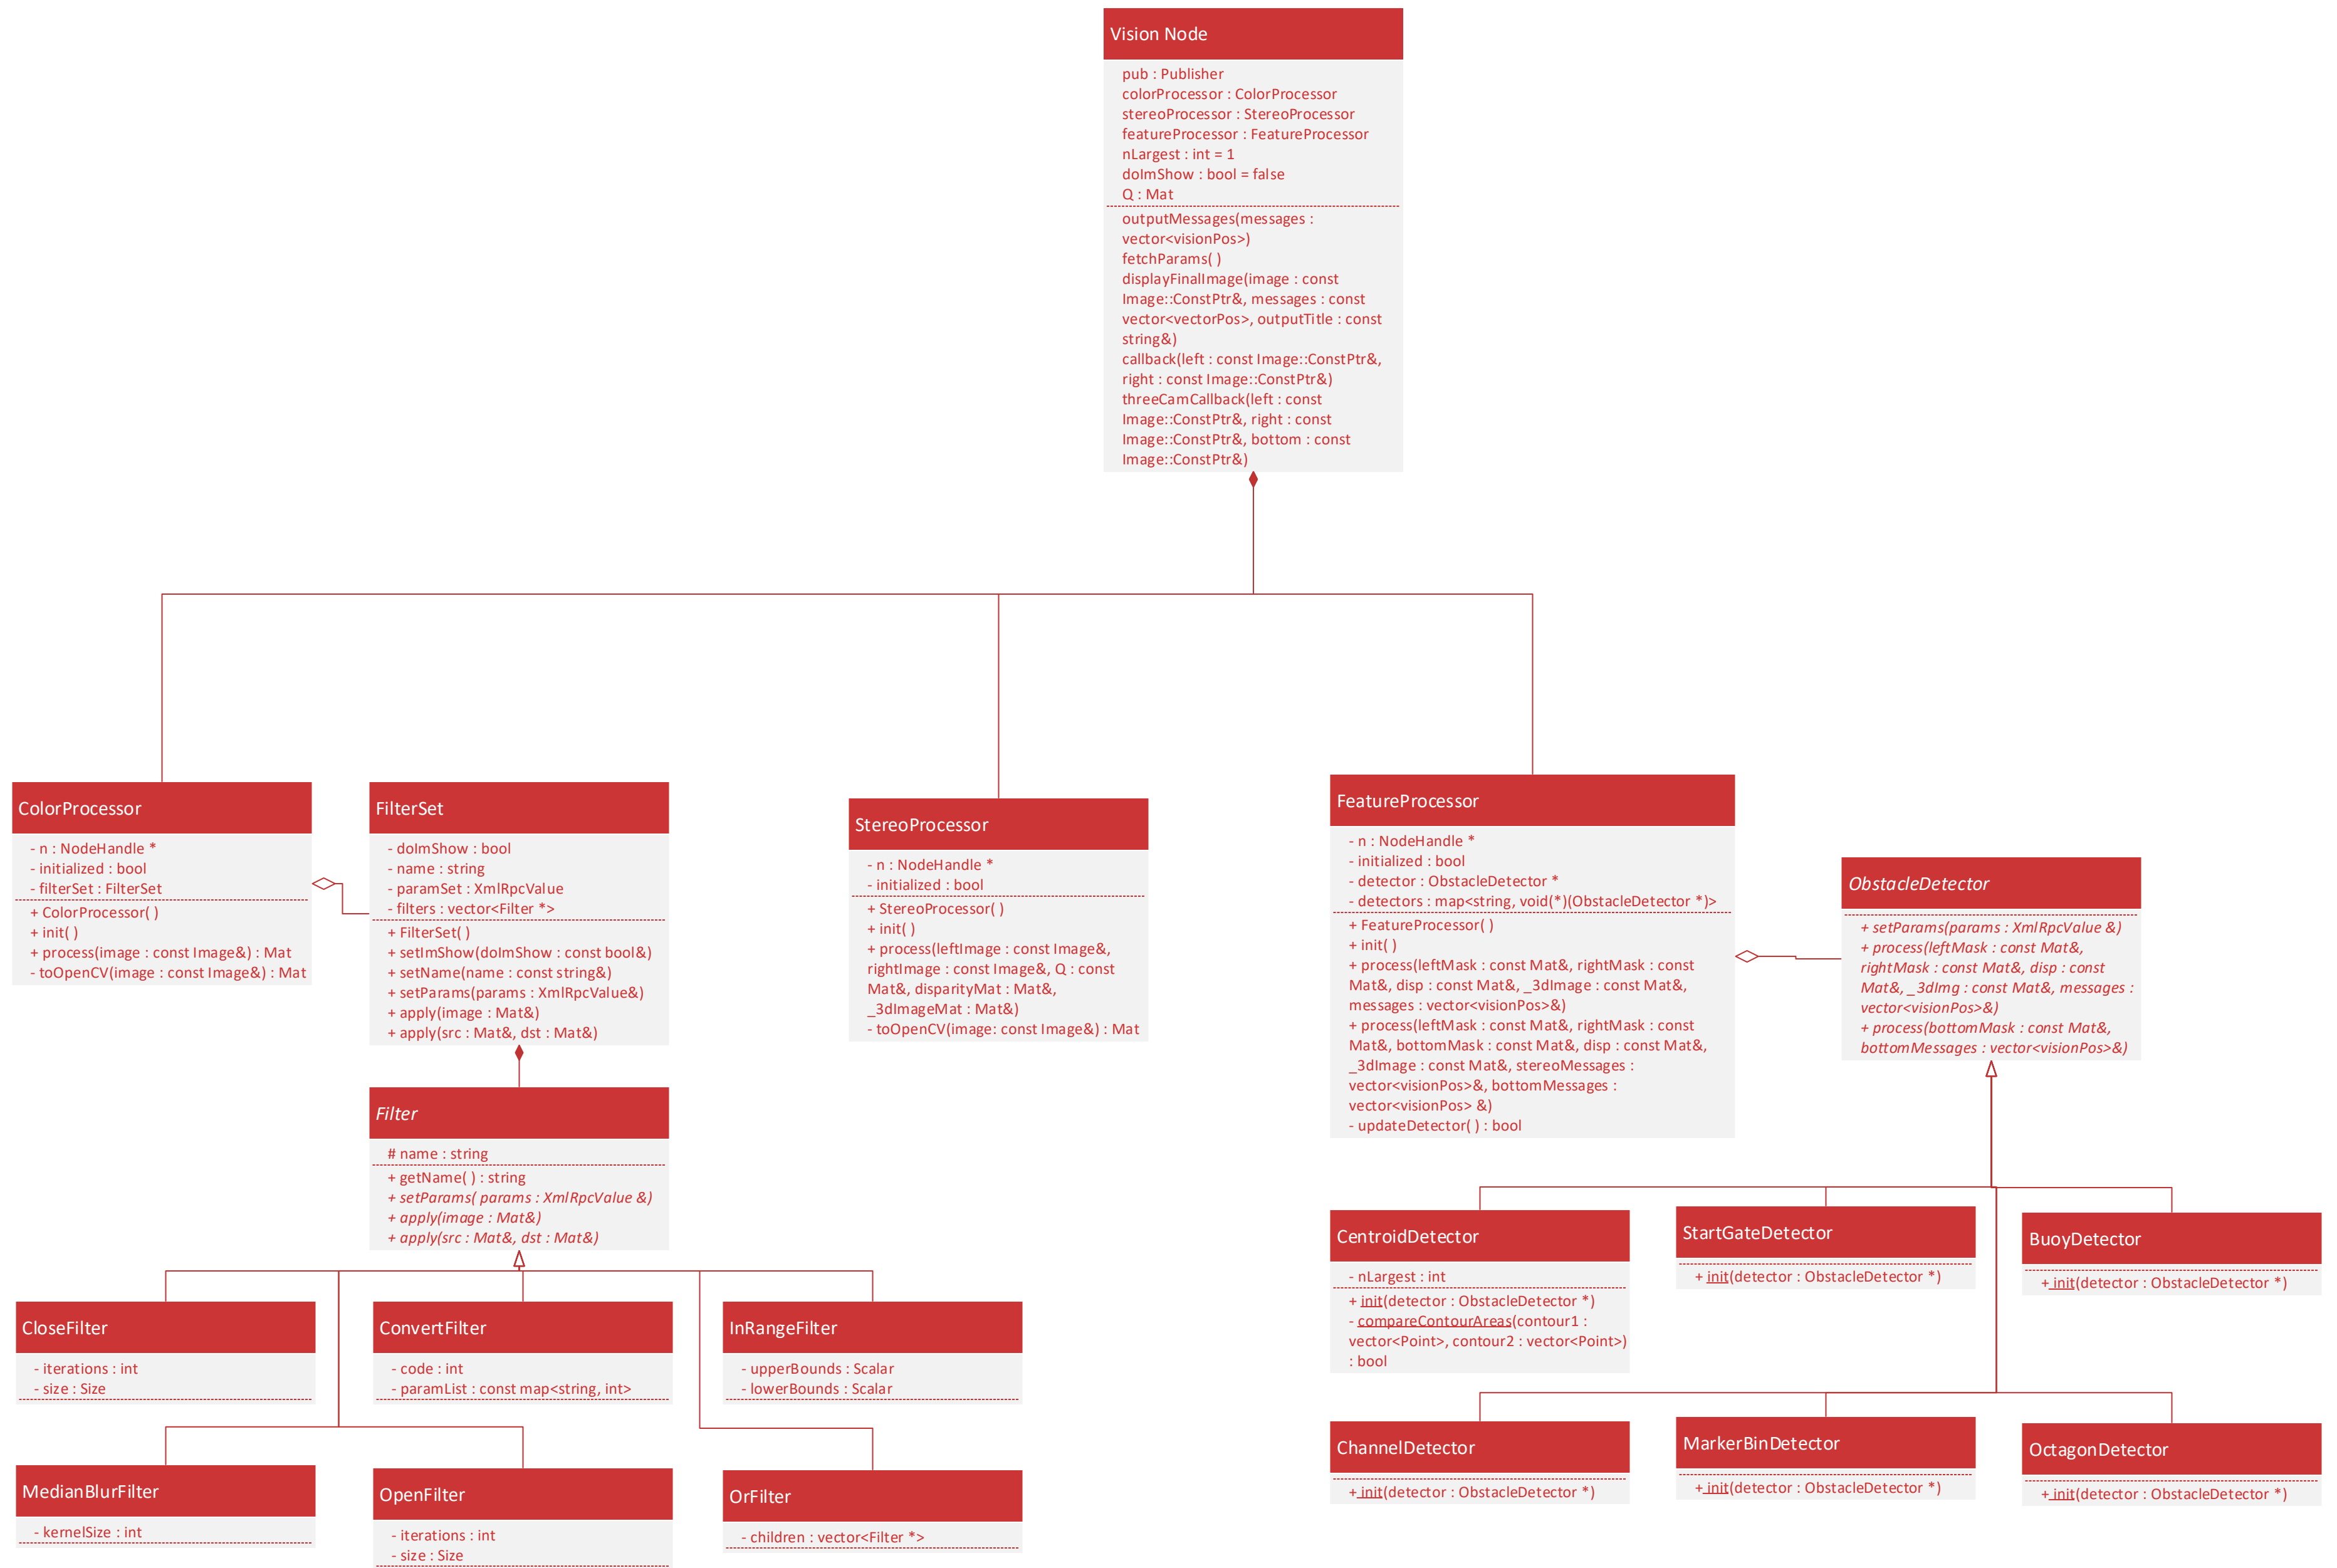 Vision Node
pub : Publisher
colorProcessor : ColorProcessor
stereoProcessor : StereoProcessor
featureProcessor : FeatureProcessor
nLargest : int = 1
doImShow : bool = false
Q : Mat
outputMessages(messages :
vector<visionPos>)
fetchParams( )
displayFinalImage(image : const
Image::ConstPtr&, messages : const
vector<vectorPos>, outputTitle : const
string&)
callback(left : const Image::ConstPtr&,
right : const Image::ConstPtr&)
threeCamCallback(left : const
Image::ConstPtr&, right : const
Image::ConstPtr&, bottom : const
Image::ConstPtr&)
ColorProcessor
- n : NodeHandle *
- initialized : bool
- filterSet : FilterSet
+ ColorProcessor( )
+ init( )
+ process(image : const Image&) : Mat
- toOpenCV(image : const Image&) : Mat
FilterSet
- doImShow : bool
- name : string
- paramSet : XmlRpcValue
- filters : vector<Filter *>
+ FilterSet( )
+ setImShow(doImShow : const bool&)
+ setName(name : const string&)
+ setParams(params : XmlRpcValue&)
+ apply(image : Mat&)
+ apply(src : Mat&, dst : Mat&)
StereoProcessor
- n : NodeHandle *
- initialized : bool
+ StereoProcessor( )
+ init( )
+ process(leftImage : const Image&,
rightImage : const Image&, Q : const
Mat&, disparityMat : Mat&,
_3dImageMat : Mat&)
- toOpenCV(image: const Image&) : Mat
FeatureProcessor
- n : NodeHandle *
- initialized : bool
- detector : ObstacleDetector *
- detectors : map<string, void(*)(ObstacleDetector *)>
+ FeatureProcessor( )
+ init( )
+ process(leftMask : const Mat&, rightMask : const
Mat&, disp : const Mat&, _3dImage : const Mat&,
messages : vector<visionPos>&)
+ process(leftMask : const Mat&, rightMask : const
Mat&, bottomMask : const Mat&, disp : const Mat&,
_3dImage : const Mat&, stereoMessages :
vector<visionPos>&, bottomMessages :
vector<visionPos> &)
- updateDetector( ) : bool
ObstacleDetector
+ setParams(params : XmlRpcValue &)
+ process(leftMask : const Mat&,
rightMask : const Mat&, disp : const
Mat&, _3dImg : const Mat&, messages :
vector<visionPos>&)
+ process(bottomMask : const Mat&,
bottomMessages : vector<visionPos>&)
Filter
# name : string
+ getName( ) : string
+ setParams( params : XmlRpcValue &)
+ apply(image : Mat&)
+ apply(src : Mat&, dst : Mat&)
CloseFilter
- iterations : int
- size : Size
ConvertFilter
- code : int
- paramList : const map<string, int>
InRangeFilter
- upperBounds : Scalar
- lowerBounds : Scalar
CentroidDetector
- nLargest : int
+ init(detector : ObstacleDetector *)
- compareContourAreas(contour1 :
vector<Point>, contour2 : vector<Point>)
: bool
StartGateDetector
+ init(detector : ObstacleDetector *)
BuoyDetector
+ init(detector : ObstacleDetector *)
MedianBlurFilter
- kernelSize : int
OpenFilter
- iterations : int
- size : Size
OrFilter
- children : vector<Filter *>
ChannelDetector
+ init(detector : ObstacleDetector *)
MarkerBinDetector
+ init(detector : ObstacleDetector *)
OctagonDetector
+ init(detector : ObstacleDetector *)